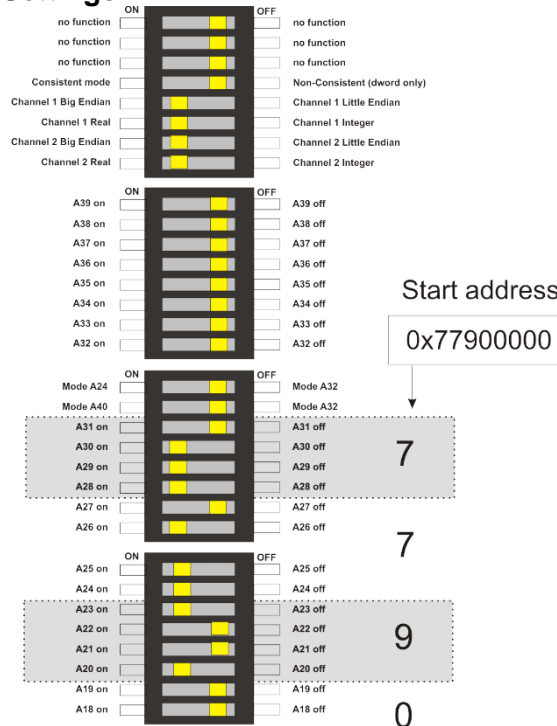 ON OFF
no function no function
no function no function
no function no function
Consistent mode Non-Consistent (dword only)
Channel 1 Big Endian Channel 1 Little Endian
Channel 1 Real Channel 1 Integer
Channel 2 Big Endian Channel 2 Little Endian
Channel 2 Real Channel 2 Integer
ON OFF
A39 on A39 off
A38 on A38 off
A37 on A37 off
A36 on A36 off
A35 on A35 off
A34 on A34 off
A33 on A33 off
A32 on A32 off
Start address
0x77900000
ON OFF
Mode A24 Mode A32
Mode A40 Mode A32
A31 on A31 off
A30 on A30 off
7
A29 on A29 off
A28 on A28 off
A27 on A27 off
A26 on A26 off
7
ON OFF
A25 on A25 off
A24 on A24 off
A23 on A23 off
A22 on A22 off
9
A21 on A21 off
A20 on A20 off
A19 on A19 off
A18 on A18 off
0